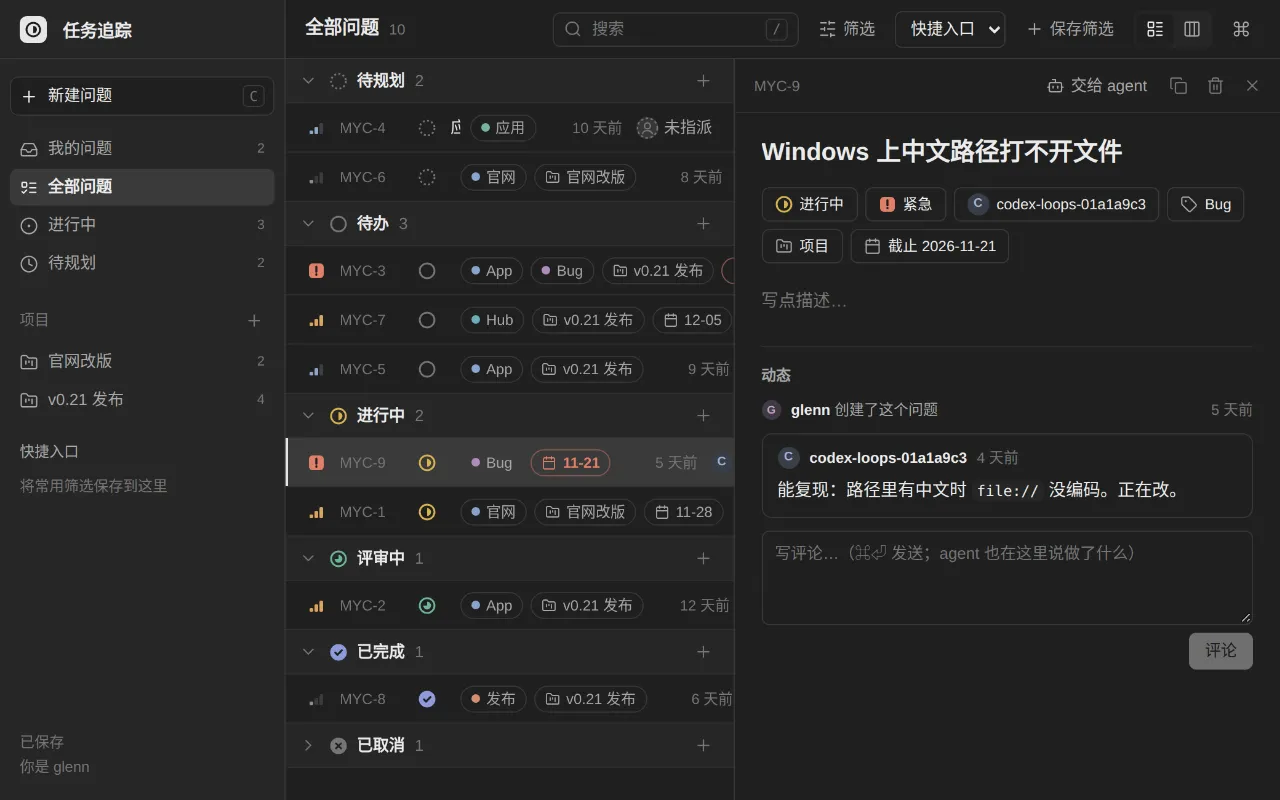 任务追踪
新建问题 C
我的问题 2
全部问题
进行中 3
待规划 2
项目
官网改版 2
v0.21 发布 4
快捷入口
将常用筛选保存到这里
已保存
你是 glenn
全部问题 10
搜索 /
筛选
快捷入口
保存筛选
⌘
待规划 2
MYC-4 应用 10 天前 未指派
MYC-6 官网 官网改版 8 天前
待办 3
MYC-3 App Bug v0.21 发布
MYC-7 Hub v0.21 发布 12-05
MYC-5 App v0.21 发布 9 天前
进行中 2
MYC-9 Bug 11-21 5 天前 C
MYC-1 官网 官网改版 11-28
评审中 1
MYC-2 App v0.21 发布 12 天前
已完成 1
MYC-8 发布 v0.21 发布 6 天前
已取消 1
MYC-9 交给 agent
Windows 上中文路径打不开文件
进行中 紧急 C codex-loops-01a1a9c3 Bug
项目 截止 2026-11-21
写点描述…
动态
G glenn 创建了这个问题 5 天前
C codex-loops-01a1a9c3 4 天前
能复现：路径里有中文时 file:// 没编码。正在改。
写评论…（⌘⏎ 发送；agent 也在这里说做了什么）
评论